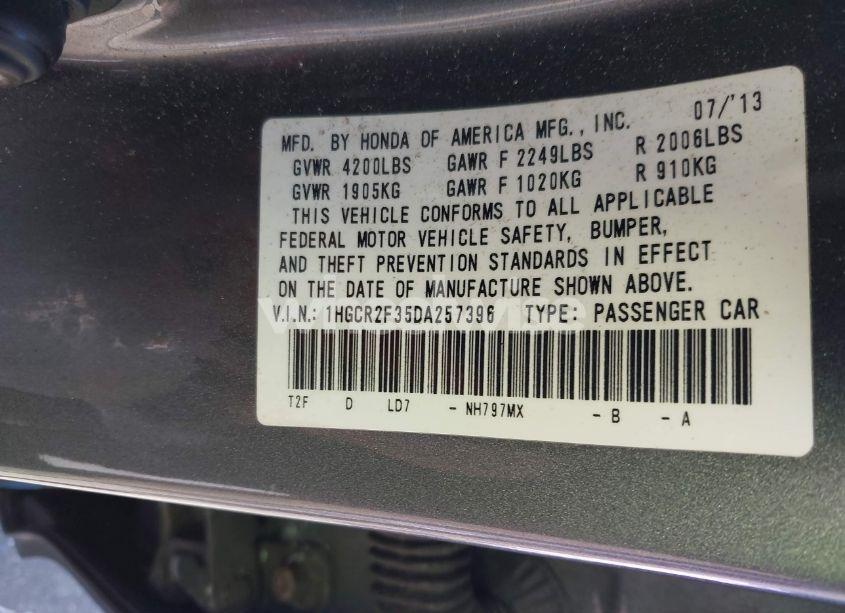 MFD. BY HONDA OF AMERICA MFG., INC. 07/'13
GVWR 4200LBS GAWR F 2249LBS R 2006LBS
GVWR 1905KG GAWR F 1020KG R 910KG
THIS VEHICLE CONFORMS TO ALL APPLICABLE
FEDERAL MOTOR VEHICLE SAFETY, BUMPER,
AND THEFT PREVENTION STANDARDS IN EFFECT
ON THE DATE OF MANUFACTURE SHOWN ABOVE.
V.I.N.: 1HGCR2F35DA257396 TYPE: PASSENGER CAR
T2F D LD7 - NH797MX - B - A